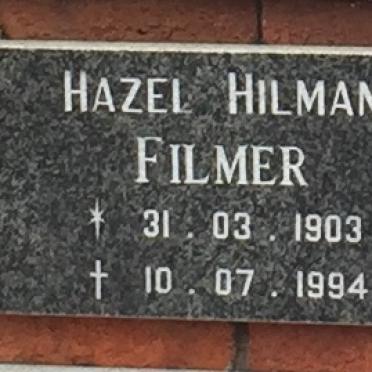 HAZEL HILMAN
FILMER
* 31 . 03 . 1903
† 10 . 07 . 1994